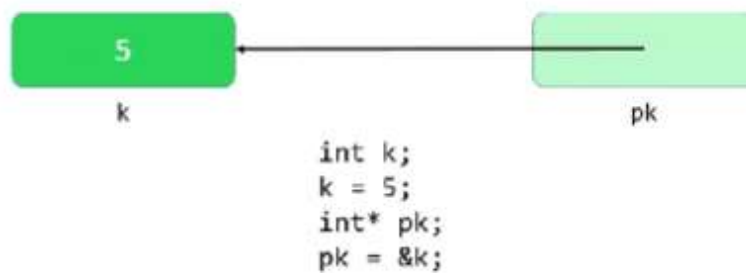 5
k pk
int k;
k = 5;
int* pk;
pk = &k;